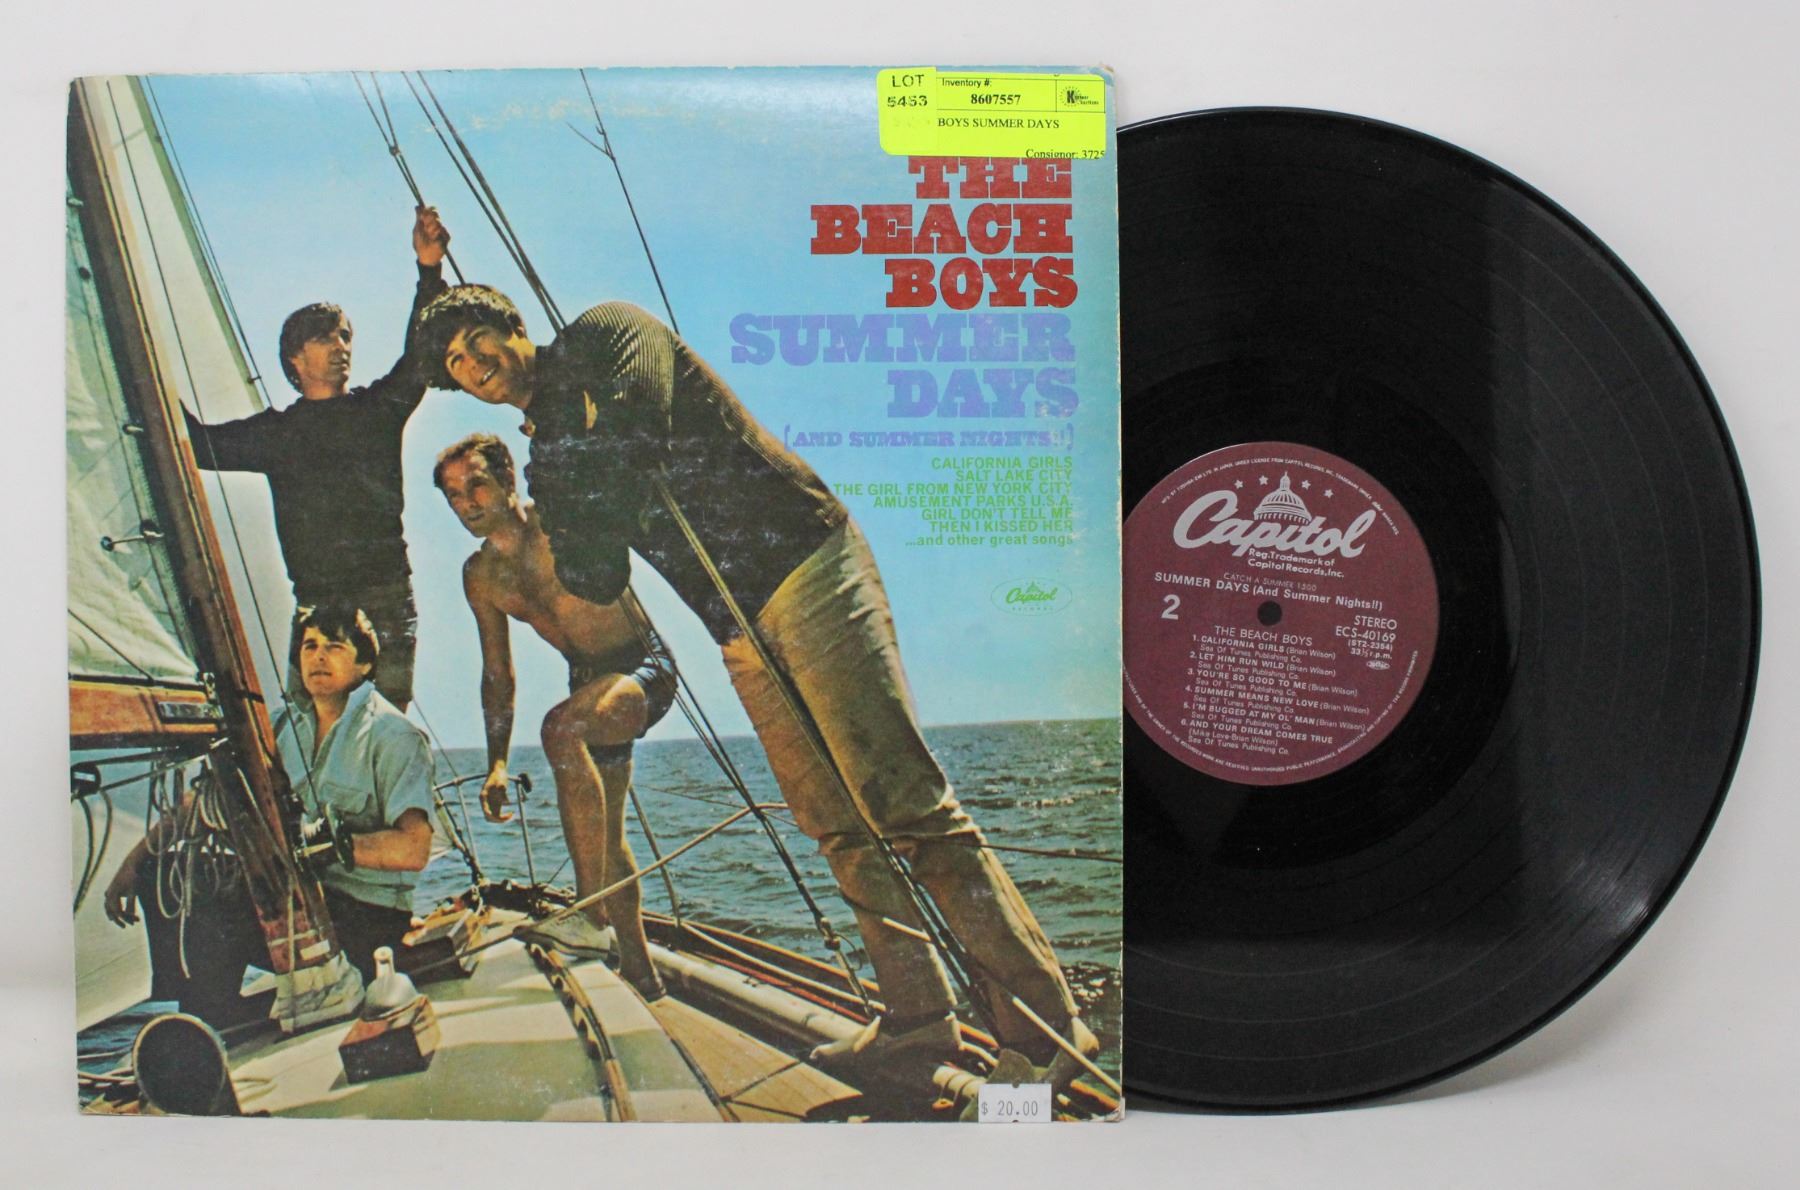 LOT
5453
Inventory #:
8607557
BOYS SUMMER DAYS
Consignor: 3725
THE
BEACH
BOYS
SUMMER
DAYS
(AND SUMMER NIGHTS!!)
CALIFORNIA GIRLS
SALT LAKE CITY
THE GIRL FROM NEW YORK CITY
AMUSEMENT PARKS U.S.A.
GIRL DON'T TELL ME
THEN I KISSED HER
...and other great songs
Capitol
RECORDS
$ 20.00
Capitol
Reg. Trademark of
Capitol Records, Inc.
CATCH A SUMMER 1500
SUMMER DAYS (And Summer Nights!!)
2
STEREO
ECS-40169
(ST2-2354)
33⅓ r.p.m.
THE BEACH BOYS
1. CALIFORNIA GIRLS (Brian Wilson)
Sea Of Tunes Publishing Co.
2. LET HIM RUN WILD (Brian Wilson)
Sea Of Tunes Publishing Co.
3. YOU'RE SO GOOD TO ME (Brian Wilson)
Sea Of Tunes Publishing Co.
4. SUMMER MEANS NEW LOVE (Brian Wilson)
Sea Of Tunes Publishing Co.
5. I'M BUGGED AT MY OL' MAN (Brian Wilson)
Sea Of Tunes Publishing Co.
6. AND YOUR DREAM COMES TRUE
(Mike Love-Brian Wilson)
Sea Of Tunes Publishing Co.